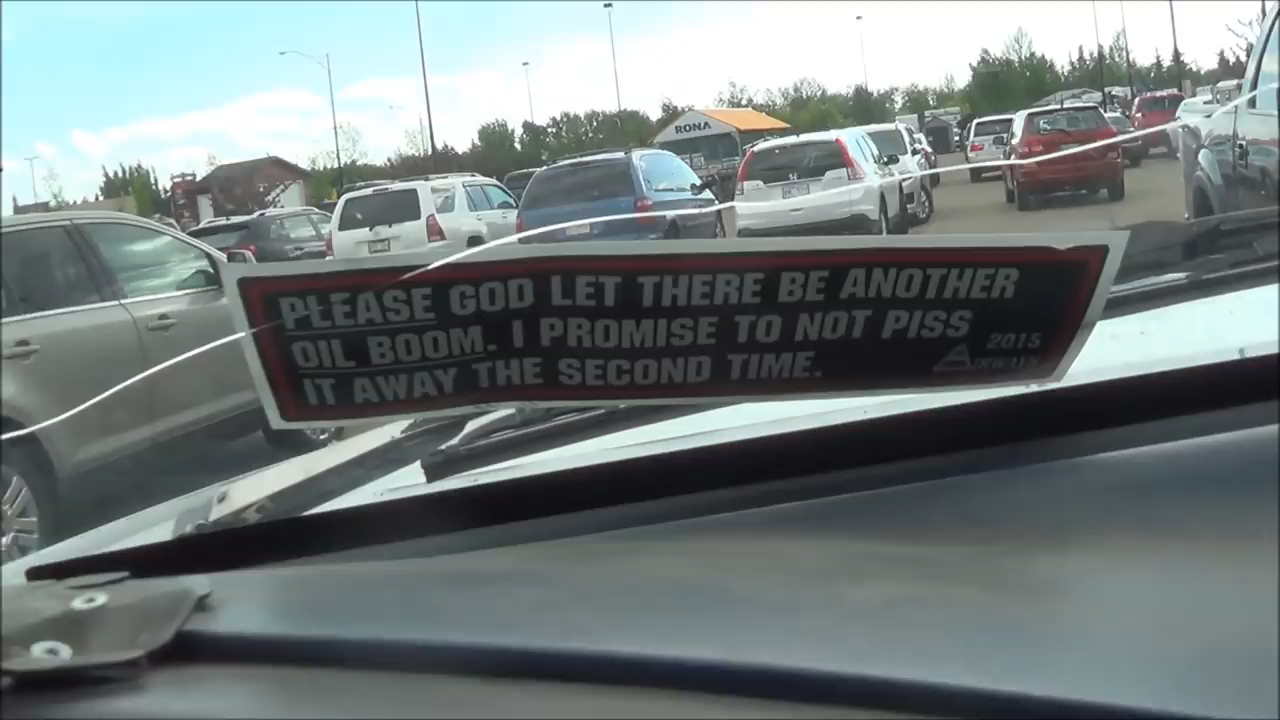 RONA
PLEASE GOD LET THERE BE ANOTHER
OIL BOOM. I PROMISE TO NOT PISS
IT AWAY THE SECOND TIME.
2015
AIRWAYS